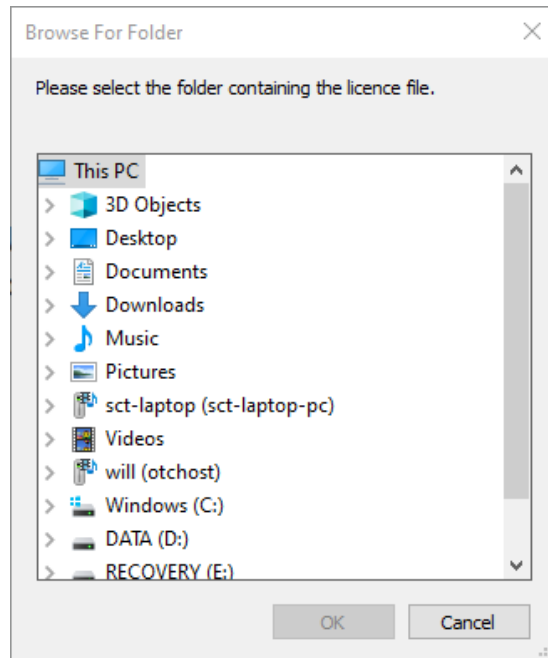 Browse For Folder
Please select the folder containing the licence file.
This PC
3D Objects
Desktop
Documents
Downloads
Music
Pictures
sct-laptop (sct-laptop-pc)
Videos
will (otchost)
Windows (C:)
DATA (D:)
RECOVERY (E:)
OK
Cancel